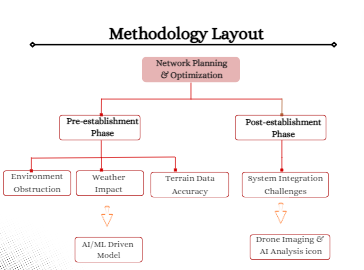 Methodology Layout
Network Planning
& Optimization
Pre-establishment
Phase
Post-establishment
Phase
Environment
Obstruction
Weather
Impact
Terrain Data
Accuracy
System Integration
Challenges
AI/ML Driven
Model
Drone Imaging &
AI Analysis icon